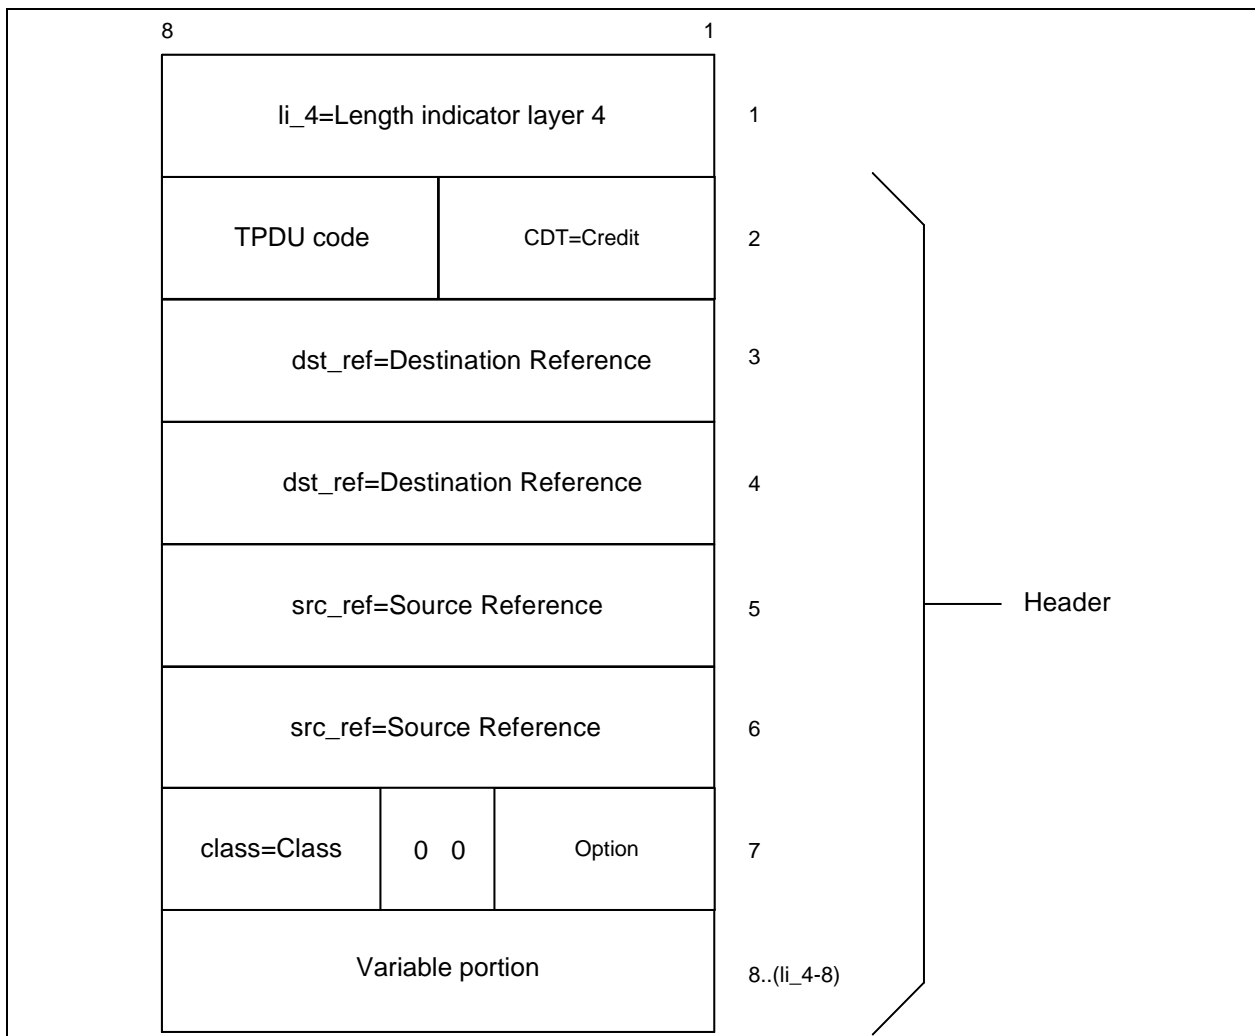 8 1
li_4=Length indicator layer 4 1
TPDU code CDT=Credit 2
dst_ref=Destination Reference 3
dst_ref=Destination Reference 4
src_ref=Source Reference 5
Header
src_ref=Source Reference 6
class=Class 0 0 Option 7
Variable portion 8..(li_4-8)